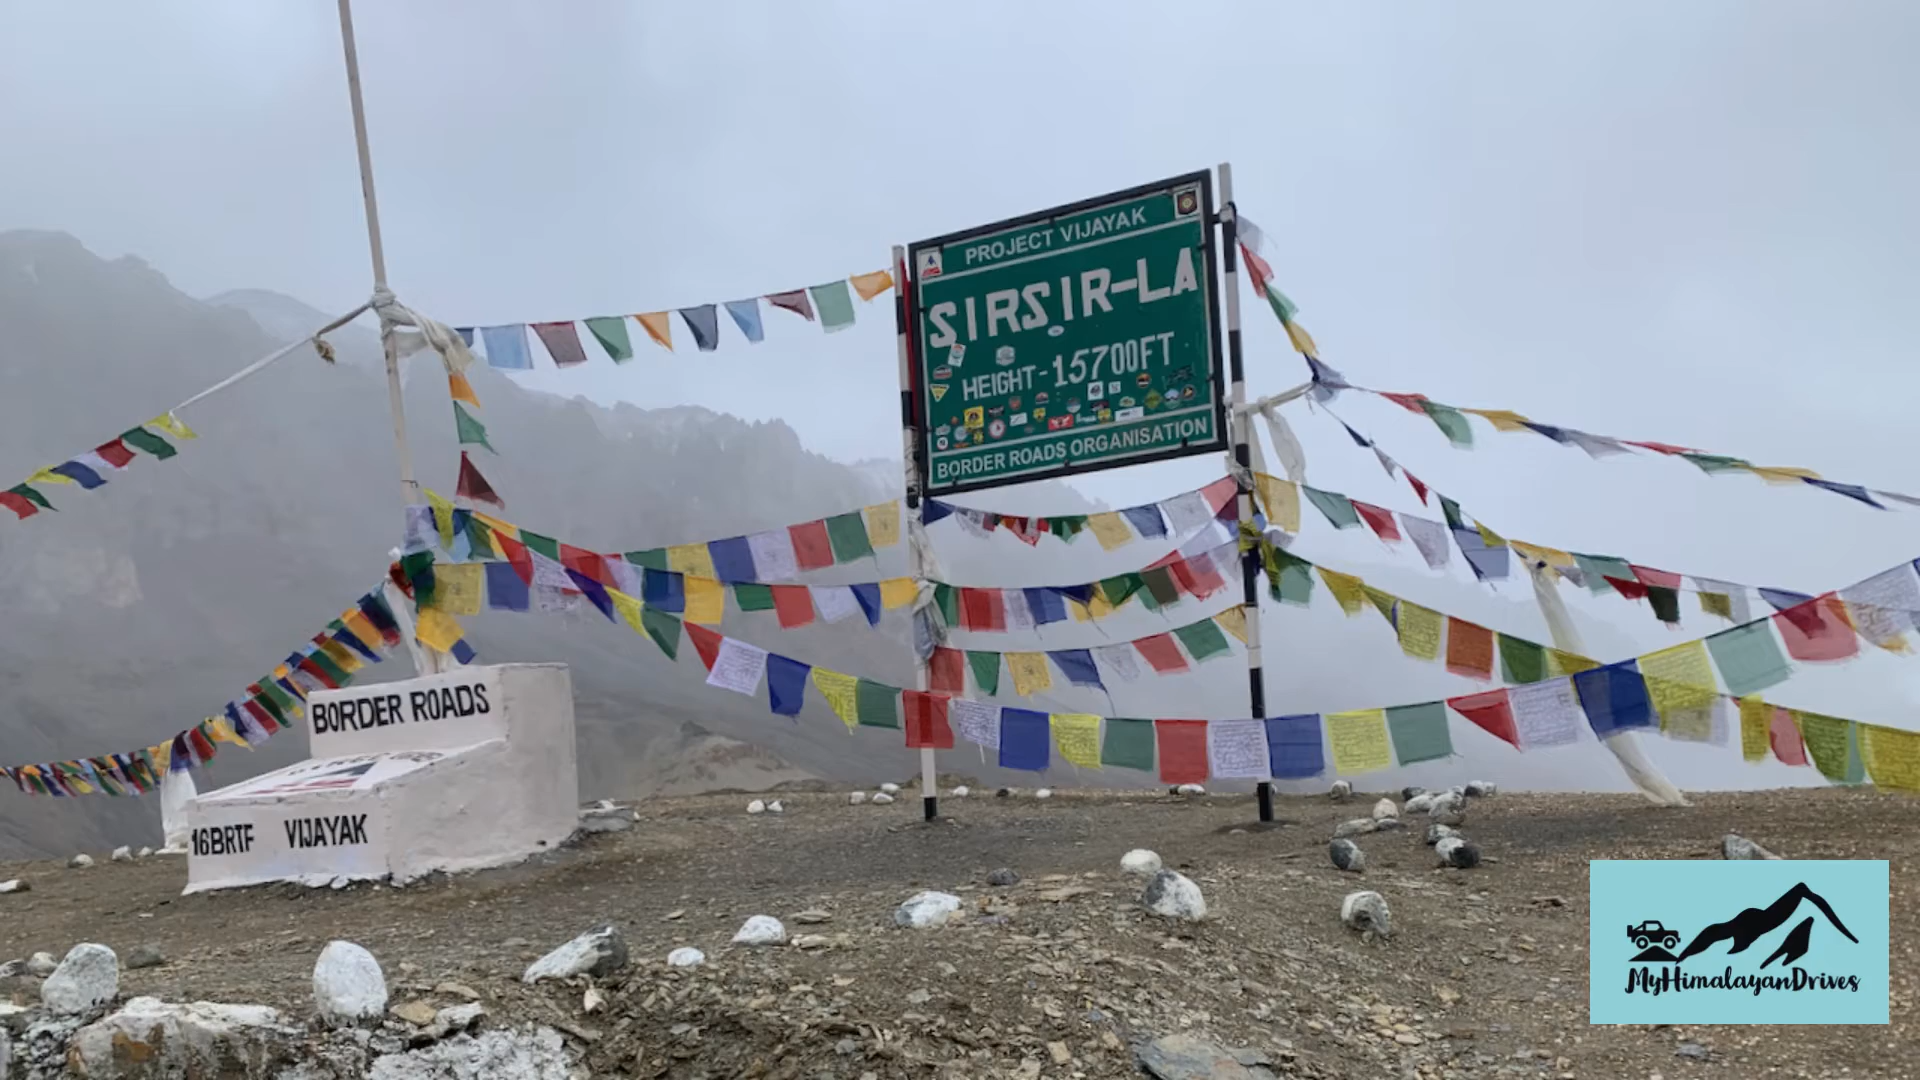 PROJECT VIJAYAK
SIRSIR-LA
HEIGHT-15700FT
BORDER ROADS ORGANISATION
BORDER ROADS
16BRTF VIJAYAK
MyHimalayanDrives